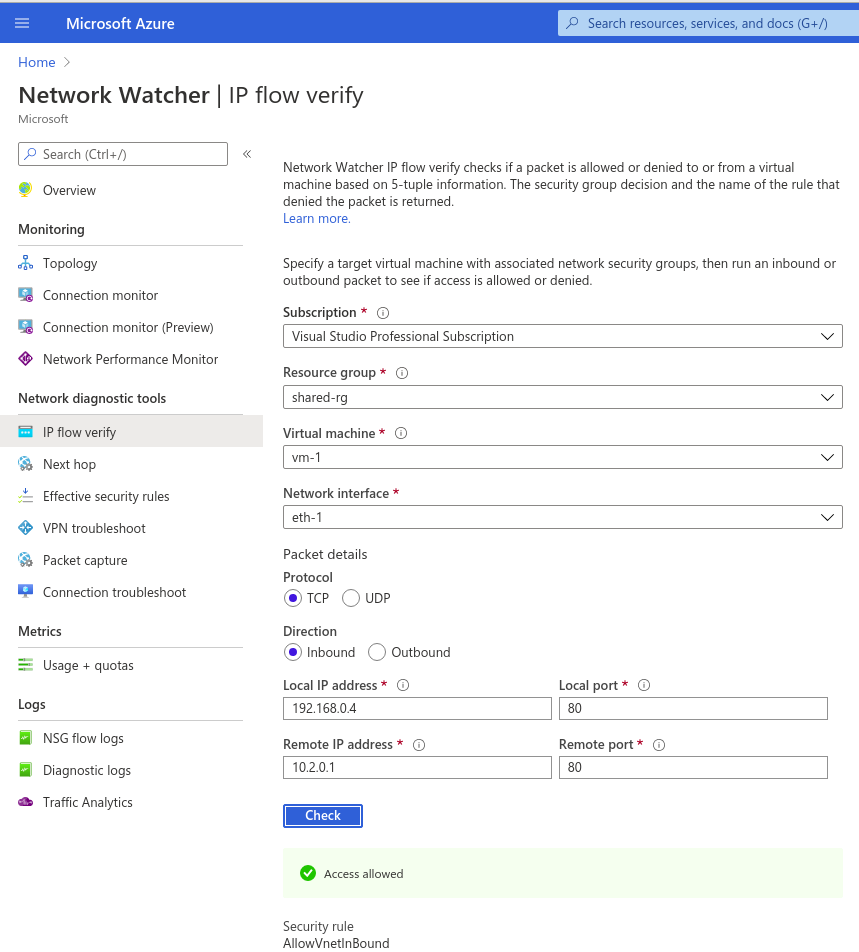 Microsoft Azure
Search resources, services, and docs (G+/)
Home
Network Watcher | IP flow verify
Microsoft
Search (Ctrl+/)
«
Overview
Monitoring
Topology
Connection monitor
Connection monitor (Preview)
Network Performance Monitor
Network diagnostic tools
IP flow verify
Next hop
Effective security rules
VPN troubleshoot
Packet capture
Connection troubleshoot
Metrics
Usage + quotas
Logs
NSG flow logs
Diagnostic logs
Traffic Analytics
Network Watcher IP flow verify checks if a packet is allowed or denied to or from a virtual
machine based on 5-tuple information. The security group decision and the name of the rule that
denied the packet is returned.
Learn more.
Specify a target virtual machine with associated network security groups, then run an inbound or
outbound packet to see if access is allowed or denied.
Subscription *
Visual Studio Professional Subscription
Resource group *
shared-rg
Virtual machine *
vm-1
Network interface *
eth-1
Packet details
Protocol
TCP UDP
Direction
Inbound Outbound
Local IP address * Local port *
192.168.0.4 80
Remote IP address * Remote port *
10.2.0.1 80
Check
Access allowed
Security rule
AllowVnetInBound